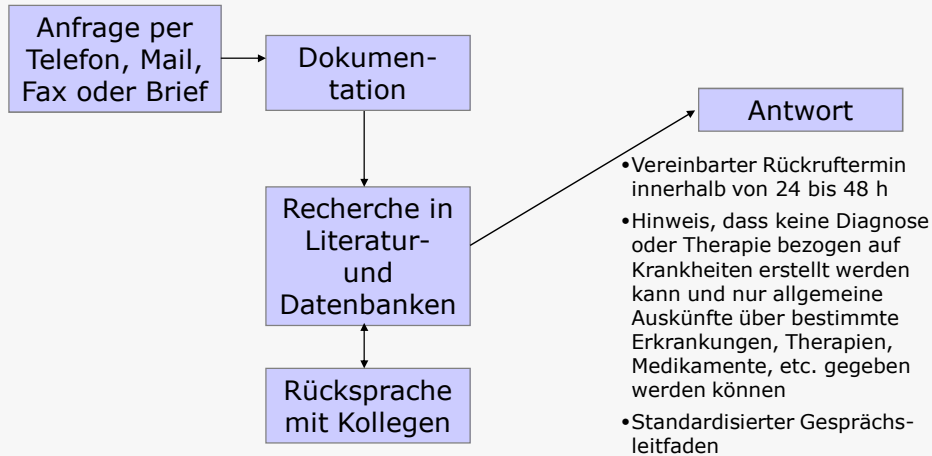 Anfrage per
Telefon, Mail,
Fax oder Brief
Dokumen-
tation
Recherche in
Literatur-
und
Datenbanken
Rücksprache
mit Kollegen
Antwort
•Vereinbarter Rückruftermin
innerhalb von 24 bis 48 h
•Hinweis, dass keine Diagnose
oder Therapie bezogen auf
Krankheiten erstellt werden
kann und nur allgemeine
Auskünfte über bestimmte
Erkrankungen, Therapien,
Medikamente, etc. gegeben
werden können
•Standardisierter Gesprächs-
leitfaden